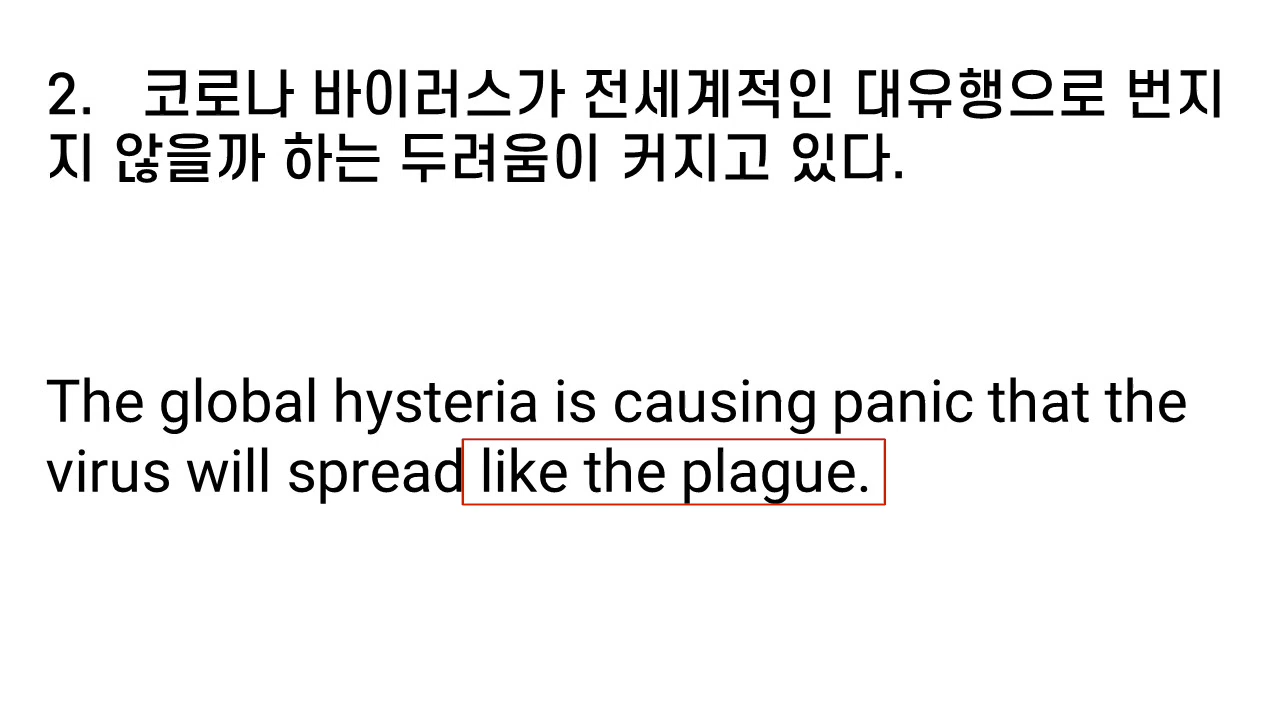 2. 코로나 바이러스가 전세계적인 대유행으로 번지
지 않을까 하는 두려움이 커지고 있다.
The global hysteria is causing panic that the
virus will spread like the plague.